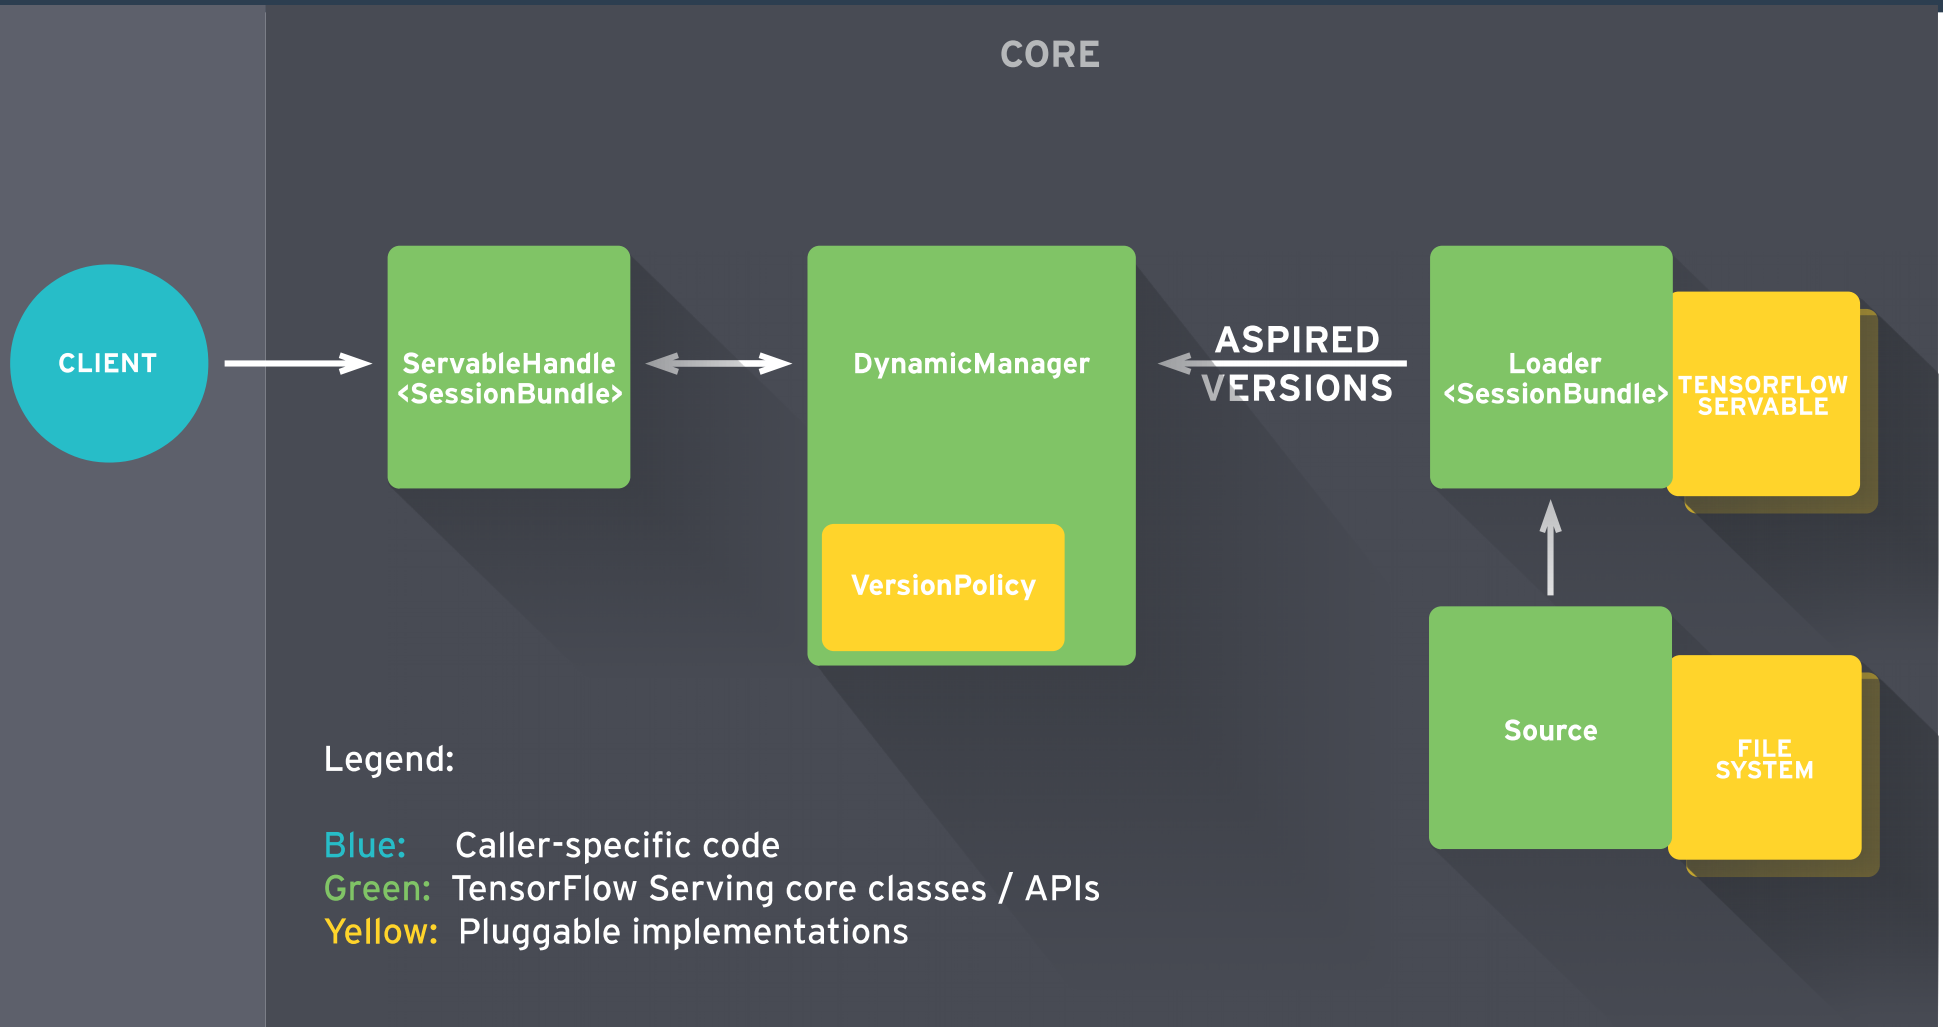 CORE
CLIENT
ServableHandle
<SessionBundle>
DynamicManager
VersionPolicy
ASPIRED
VERSIONS
Loader
<SessionBundle>
TENSORFLOW
SERVABLE
Source
FILE
SYSTEM
Legend:
Blue: Caller-specific code
Green: TensorFlow Serving core classes / APIs
Yellow: Pluggable implementations